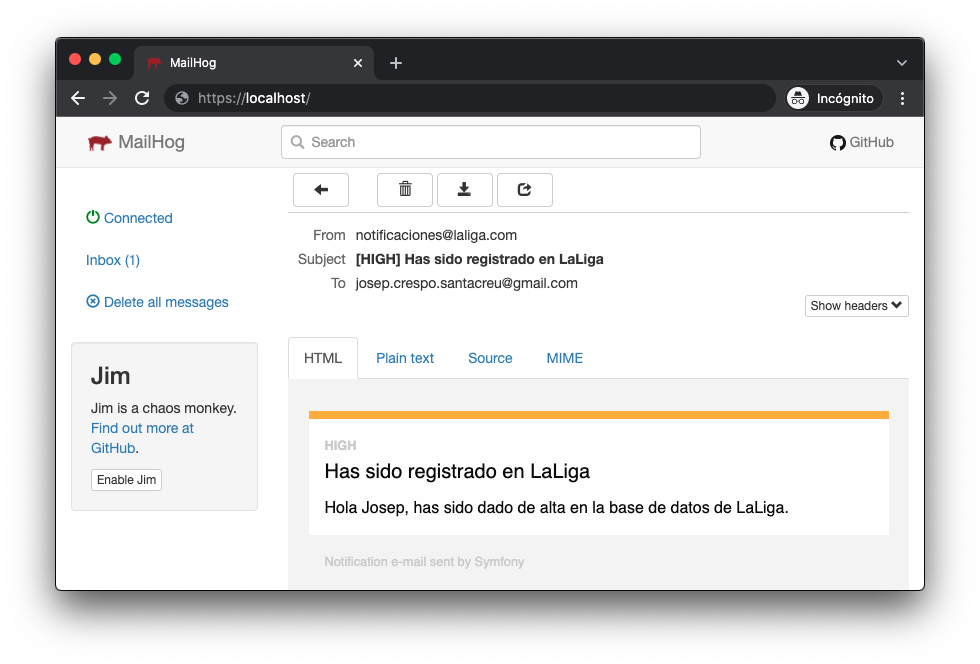 MailHog
https://localhost/
Incógnito
MailHog
Search
GitHub
Connected
Inbox (1)
Delete all messages
Jim
Jim is a chaos monkey.
Find out more at
GitHub.
Enable Jim
From notificaciones@laliga.com
Subject [HIGH] Has sido registrado en LaLiga
To josep.crespo.santacreu@gmail.com
Show headers
HTML Plain text Source MIME
HIGH
Has sido registrado en LaLiga
Hola Josep, has sido dado de alta en la base de datos de LaLiga.
Notification e-mail sent by Symfony